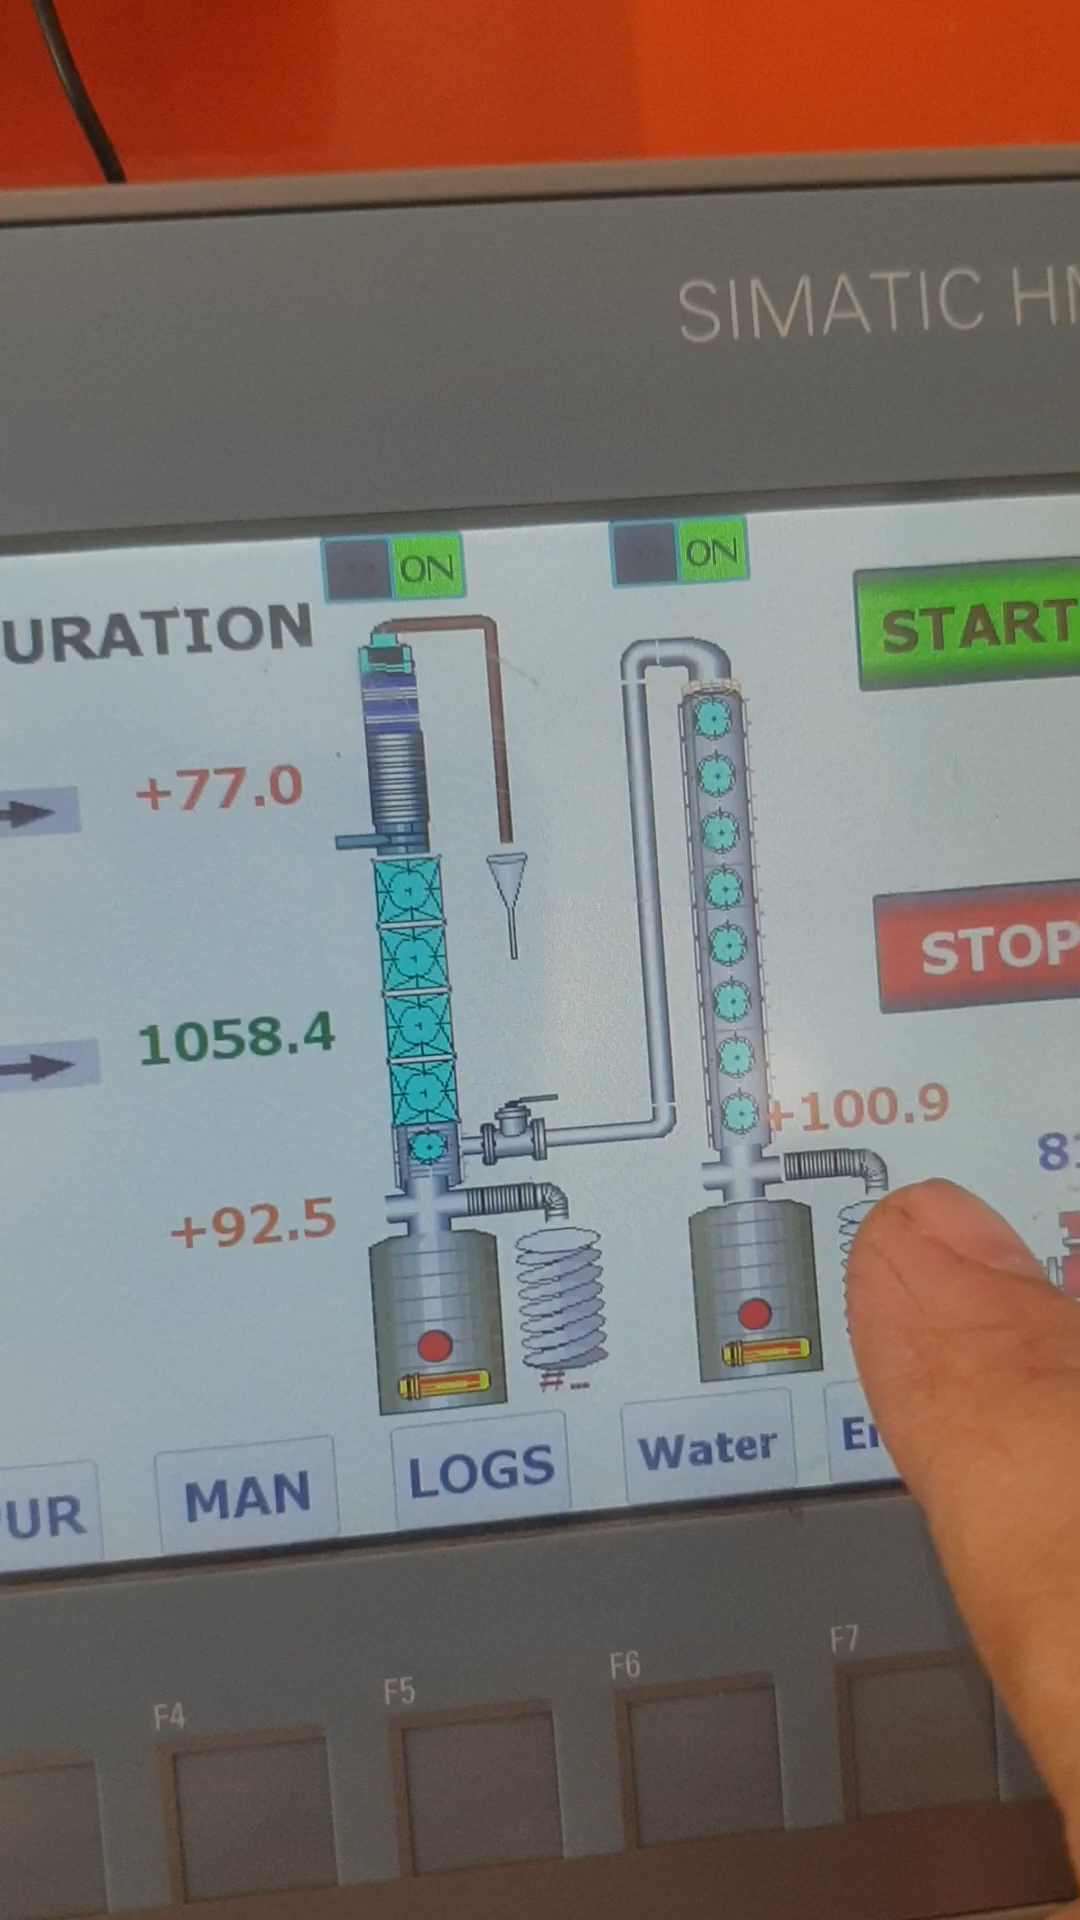 SIMATIC HM
ON
ON
URATION
START
+77.0
STOP
1058.4
+100.9
8
+92.5
#
UR
MAN
LOGS
Water
F4
F5
F6
F7